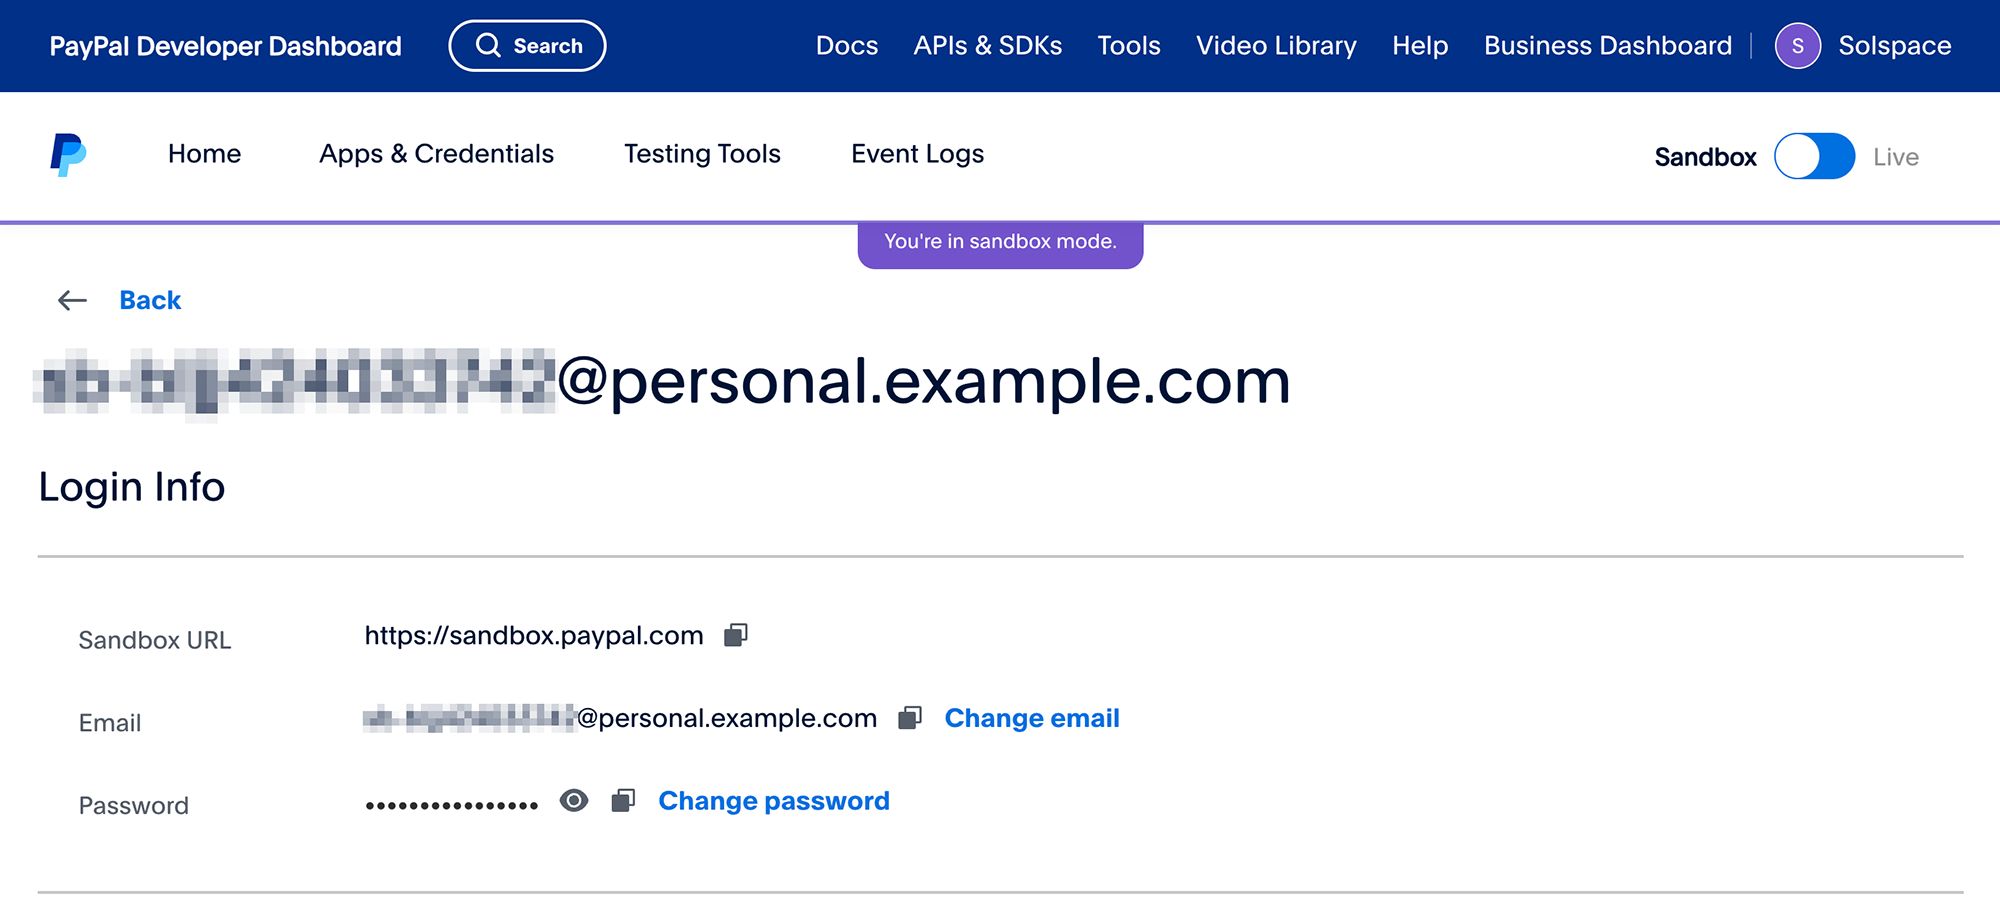 PayPal Developer Dashboard Search Docs APIs & SDKs Tools Video Library Help Business Dashboard S Solspace
Home Apps & Credentials Testing Tools Event Logs Sandbox Live
You're in sandbox mode.
Back
@personal.example.com
Login Info
Sandbox URL https://sandbox.paypal.com
Email @personal.example.com Change email
Password •••••••••••••••• Change password